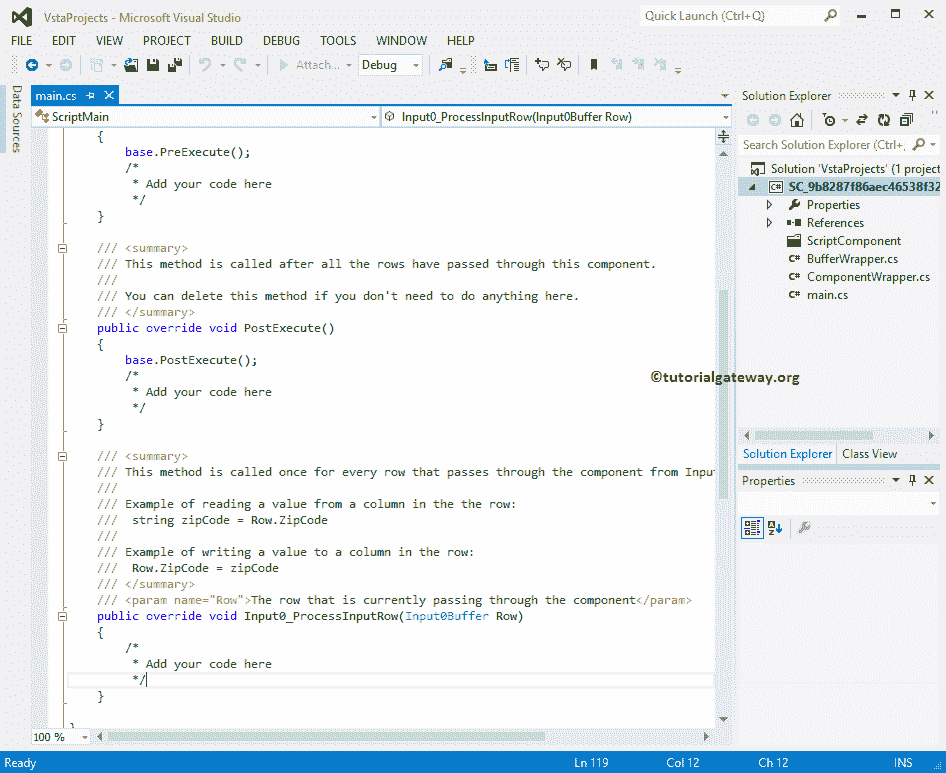 VstaProjects - Microsoft Visual Studio
Quick Launch (Ctrl+Q)
FILE EDIT VIEW PROJECT BUILD DEBUG TOOLS WINDOW HELP
Attach... Debug
Data Sources
main.cs
ScriptMain
Input0_ProcessInputRow(Input0Buffer Row)
{
base.PreExecute();
/*
* Add your code here
*/
}
/// <summary>
/// This method is called after all the rows have passed through this component.
///
/// You can delete this method if you don't need to do anything here.
/// </summary>
public override void PostExecute()
{
base.PostExecute();
/*
* Add your code here
*/
}
/// <summary>
/// This method is called once for every row that passes through the component from Input
///
/// Example of reading a value from a column in the the row:
/// string zipCode = Row.ZipCode
///
/// Example of writing a value to a column in the row:
/// Row.ZipCode = zipCode
/// </summary>
/// <param name="Row">The row that is currently passing through the component</param>
public override void Input0_ProcessInputRow(Input0Buffer Row)
{
/*
* Add your code here
*/
}
}
100 %
Solution Explorer
Search Solution Explorer (Ctrl+;
Solution 'VstaProjects' (1 project
C# SC_9b8287f86aec46538f32
Properties
References
ScriptComponent
C# BufferWrapper.cs
C# ComponentWrapper.cs
C# main.cs
©tutorialgateway.org
Solution Explorer Class View
Properties
Ready Ln 119 Col 12 Ch 12 INS